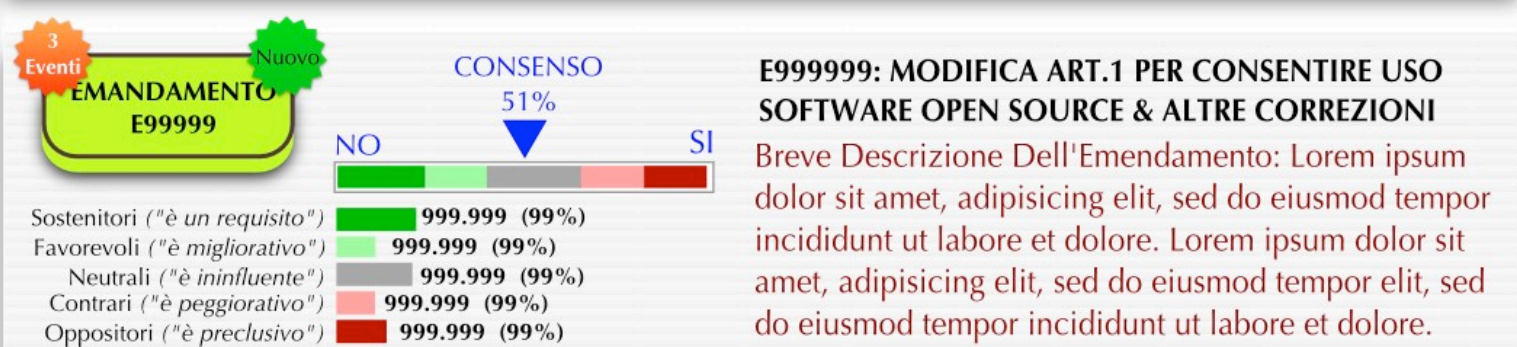 3
Eventi
Nuovo
EMANDAMENTO
E99999
CONSENSO
51%
NO
SI
Sostenitori ("è un requisito") 999.999 (99%)
Favorevoli ("è migliorativo") 999.999 (99%)
Neutrali ("è ininfluente") 999.999 (99%)
Contrari ("è peggiorativo") 999.999 (99%)
Oppositori ("è preclusivo") 999.999 (99%)
E999999: MODIFICA ART.1 PER CONSENTIRE USO
SOFTWARE OPEN SOURCE & ALTRE CORREZIONI
Breve Descrizione Dell'Emendamento: Lorem ipsum
dolor sit amet, adipisicing elit, sed do eiusmod tempor
incididunt ut labore et dolore. Lorem ipsum dolor sit
amet, adipisicing elit, sed do eiusmod tempor elit, sed
do eiusmod tempor incididunt ut labore et dolore.